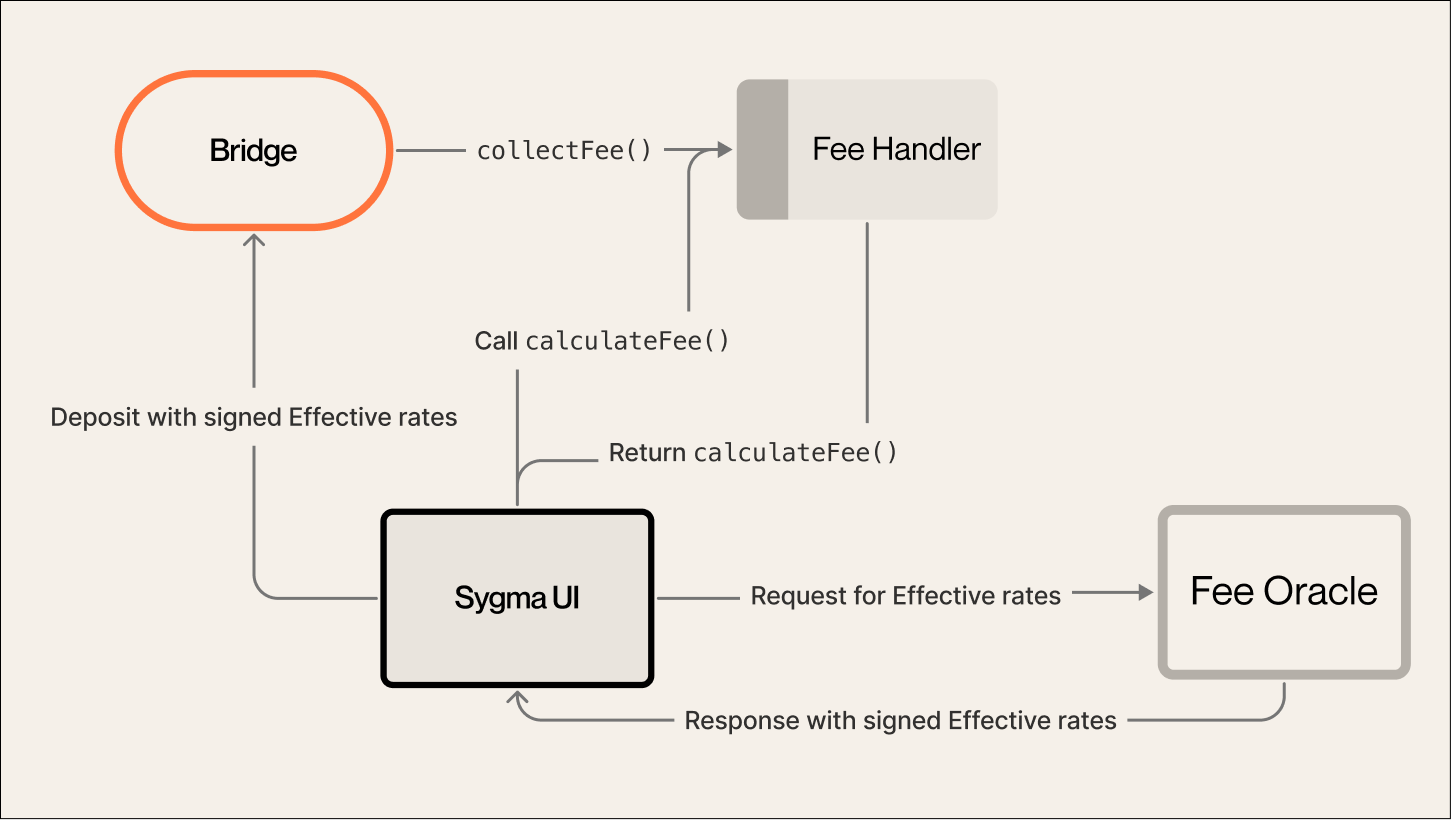 Bridge
collectFee()
Fee Handler
Call calculateFee()
Deposit with signed Effective rates
Return calculateFee()
Sygma UI
Request for Effective rates
Fee Oracle
Response with signed Effective rates